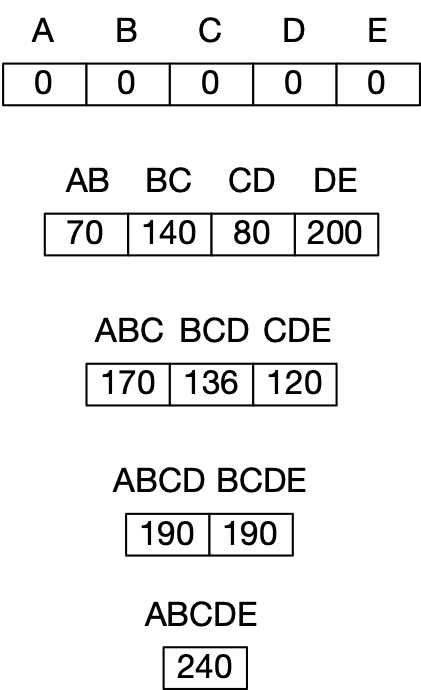 A B C D E
0 0 0 0 0
AB BC CD DE
70 140 80 200
ABC BCD CDE
170 136 120
ABCD BCDE
190 190
ABCDE
240